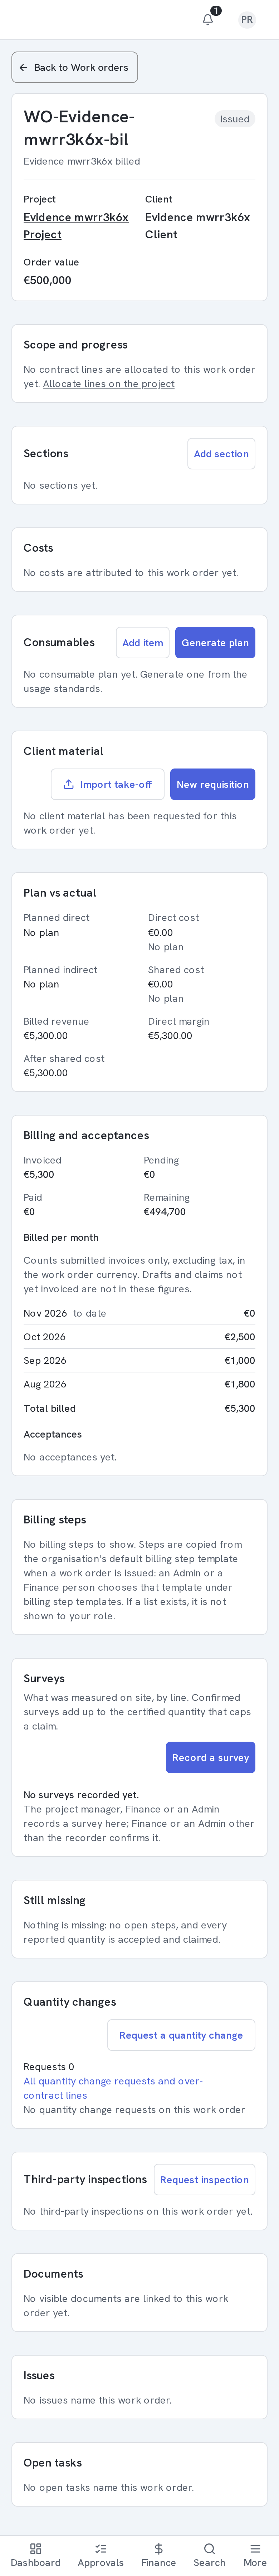 1
PR
Back to Work orders
WO-Evidence-
mwrr3k6x-bil
Issued
Evidence mwrr3k6x billed
Project
Client
Evidence mwrr3k6x
Project
Evidence mwrr3k6x
Client
Order value
€500,000
Scope and progress
No contract lines are allocated to this work order
yet. Allocate lines on the project
Sections
Add section
No sections yet.
Costs
No costs are attributed to this work order yet.
Consumables
Add item
Generate plan
No consumable plan yet. Generate one from the
usage standards.
Client material
Import take-off
New requisition
No client material has been requested for this
work order yet.
Plan vs actual
Planned direct
Direct cost
No plan
€0.00
No plan
Planned indirect
Shared cost
No plan
€0.00
No plan
Billed revenue
Direct margin
€5,300.00
€5,300.00
After shared cost
€5,300.00
Billing and acceptances
Invoiced
Pending
€5,300
€0
Paid
Remaining
€0
€494,700
Billed per month
Counts submitted invoices only, excluding tax, in
the work order currency. Drafts and claims not
yet invoiced are not in these figures.
Nov 2026 to date €0
Oct 2026 €2,500
Sep 2026 €1,000
Aug 2026 €1,800
Total billed €5,300
Acceptances
No acceptances yet.
Billing steps
No billing steps to show. Steps are copied from
the organisation's default billing step template
when a work order is issued: an Admin or a
Finance person chooses that template under
billing step templates. If a list exists, it is not
shown to your role.
Surveys
What was measured on site, by line. Confirmed
surveys add up to the certified quantity that caps
a claim.
Record a survey
No surveys recorded yet.
The project manager, Finance or an Admin
records a survey here; Finance or an Admin other
than the recorder confirms it.
Still missing
Nothing is missing: no open steps, and every
reported quantity is accepted and claimed.
Quantity changes
Request a quantity change
Requests 0
All quantity change requests and over-
contract lines
No quantity change requests on this work order
Third-party inspections
Request inspection
No third-party inspections on this work order yet.
Documents
No visible documents are linked to this work
order yet.
Issues
No issues name this work order.
Open tasks
No open tasks name this work order.
Dashboard
Approvals
Finance
Search
More